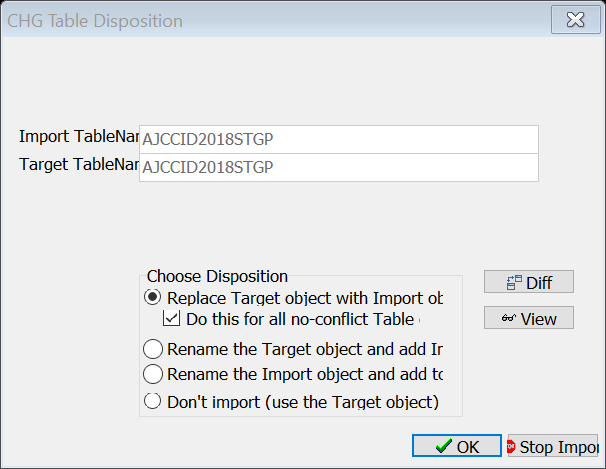 CHG Table Disposition
Import TableNar
AJCCID2018STGP
Target TableNar
AJCCID2018STGP
Choose Disposition
Replace Target object with Import ob
Do this for all no-conflict Table
Rename the Target object and add Im
Rename the Import object and add to
Don't import (use the Target object)
Diff
View
OK
Stop Impor